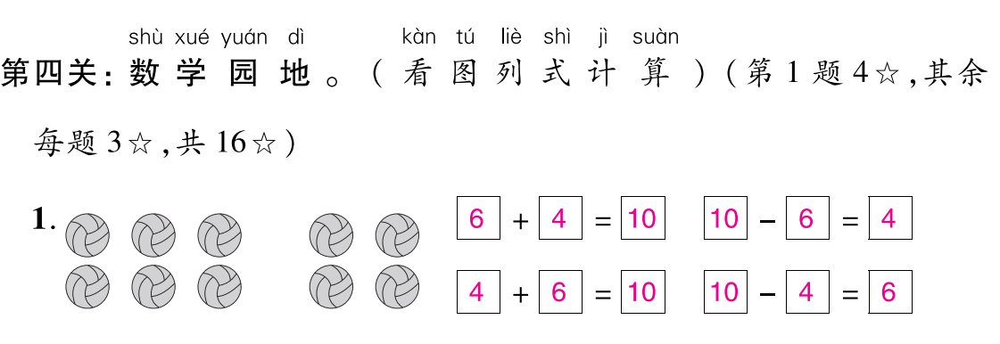 shù xué yuán dì kàn tú liè shì jì suàn
第四关：数学园地。(看图列式计算)(第1题4☆,其余
每题3☆,共16☆)
1. 6 + 4 = 10 10 − 6 = 4
4 + 6 = 10 10 − 4 = 6